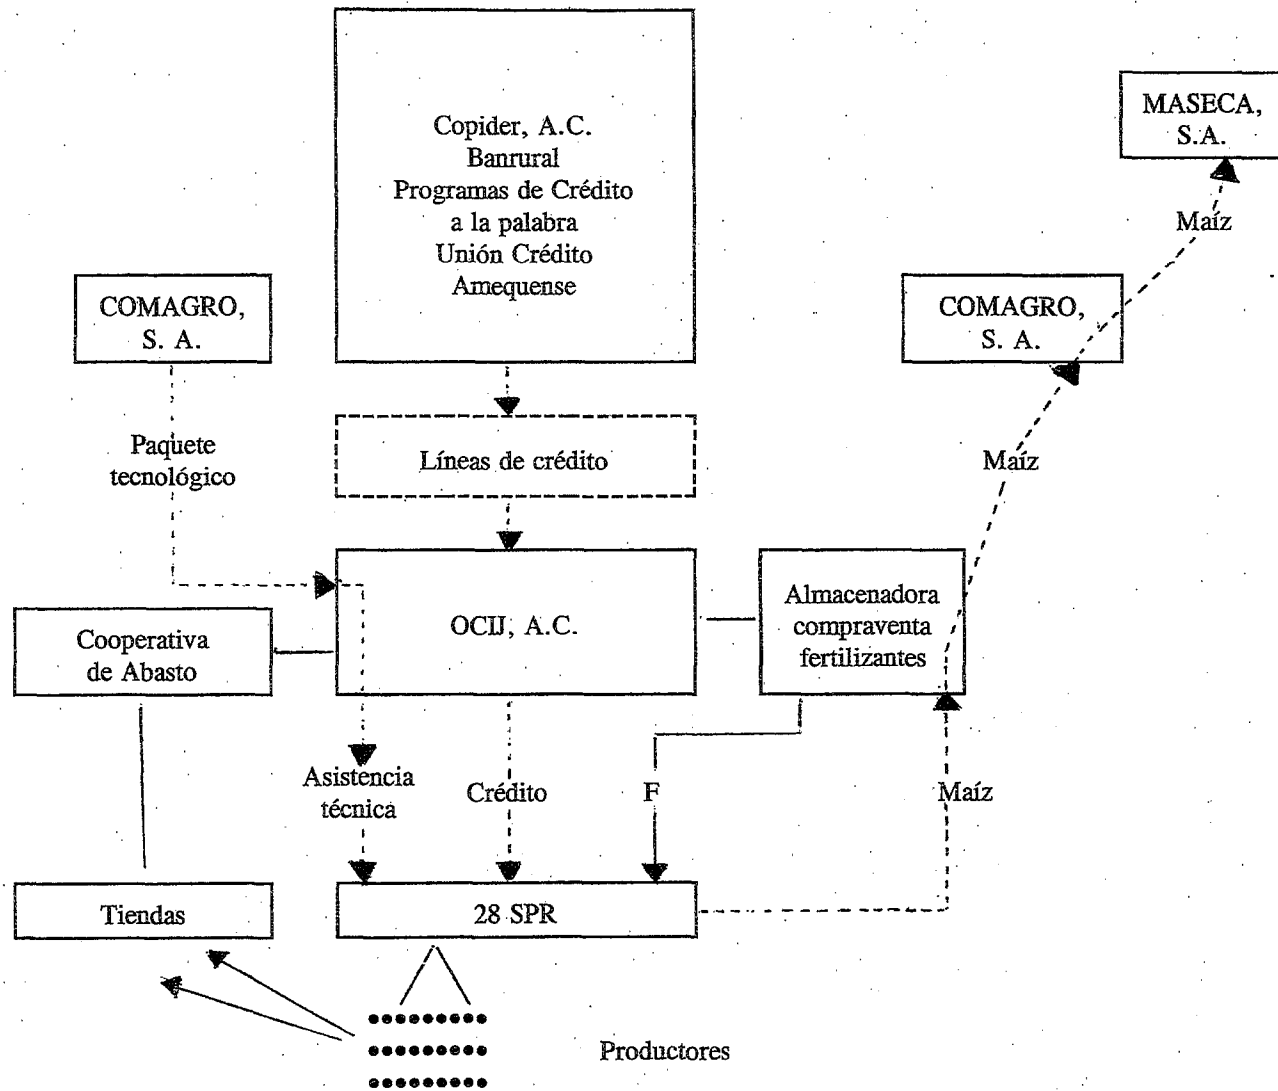 Copider, A.C.
Banrural
Programas de Crédito
a la palabra
Unión Crédito
Amequense
MASECA,
S.A.
Maíz
COMAGRO,
S. A.
COMAGRO,
S. A.
Paquete
tecnológico
Líneas de crédito
Maíz
Cooperativa
de Abasto
OCIJ, A.C.
Almacenadora
compraventa
fertilizantes
Asistencia
técnica
Crédito
F
Maíz
Tiendas
28 SPR
Productores